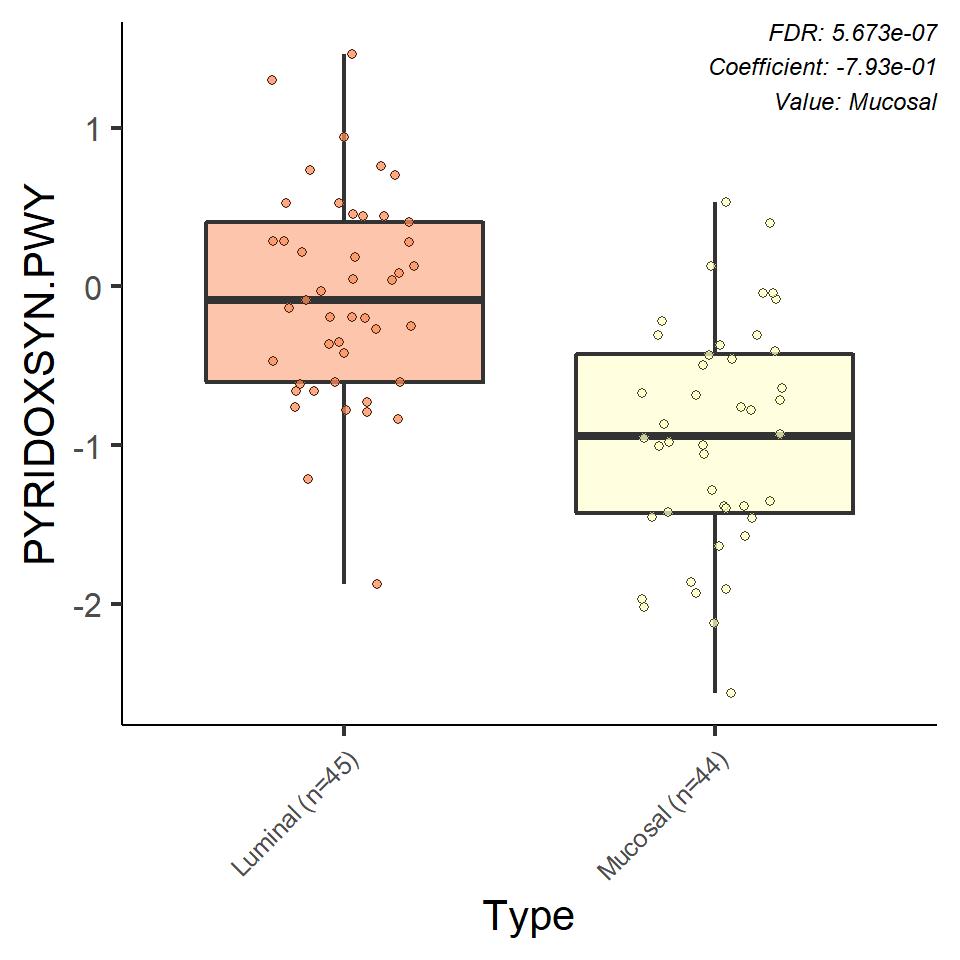 FDR: 5.673e-07
Coefficient: -7.93e-01
Value: Mucosal
PYRIDOXSYN.PWY
1
0
-1
-2
Luminal (n=45)
Mucosal (n=44)
Type